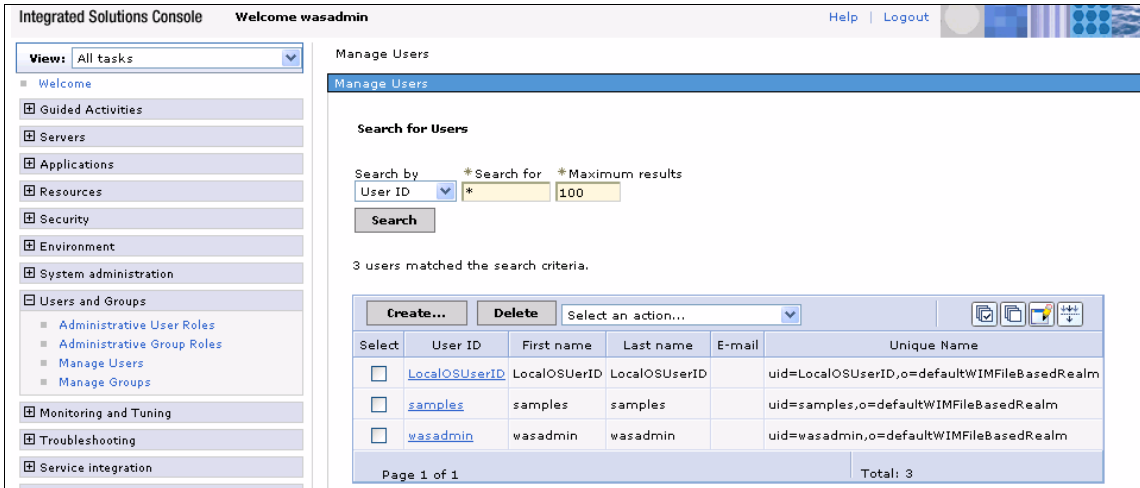 Integrated Solutions Console Welcome wasadmin Help | Logout
View: All tasks
Welcome
Guided Activities
Servers
Applications
Resources
Security
Environment
System administration
Users and Groups
Administrative User Roles
Administrative Group Roles
Manage Users
Manage Groups
Monitoring and Tuning
Troubleshooting
Service integration
Manage Users
Manage Users
Search for Users
Search by *Search for *Maximum results
User ID * 100
Search
3 users matched the search criteria.
Create... Delete Select an action...
Select User ID First name Last name E-mail Unique Name
LocalOSUserID LocalOSUerID LocalOSUserID uid=LocalOSUserID,o=defaultWIMFileBasedRealm
samples samples samples uid=samples,o=defaultWIMFileBasedRealm
wasadmin wasadmin wasadmin uid=wasadmin,o=defaultWIMFileBasedRealm
Page 1 of 1 Total: 3